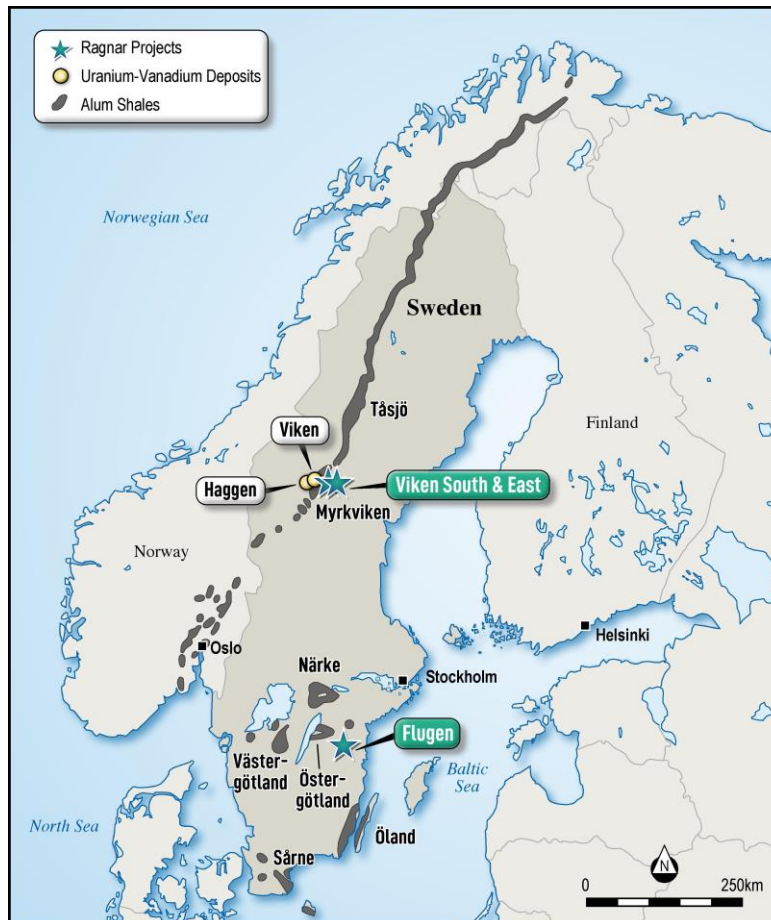 Ragnar Projects
Uranium-Vanadium Deposits
Alum Shales
Norwegian Sea
Sweden
Tåsjö
Finland
Viken
Haggen
Viken South & East
Myrkviken
Norway
Oslo
Helsinki
Närke
Stockholm
Flugen
Väster-
götland
Öster-
götland
Baltic
Sea
North Sea
Öland
Sårne
N
0
250km